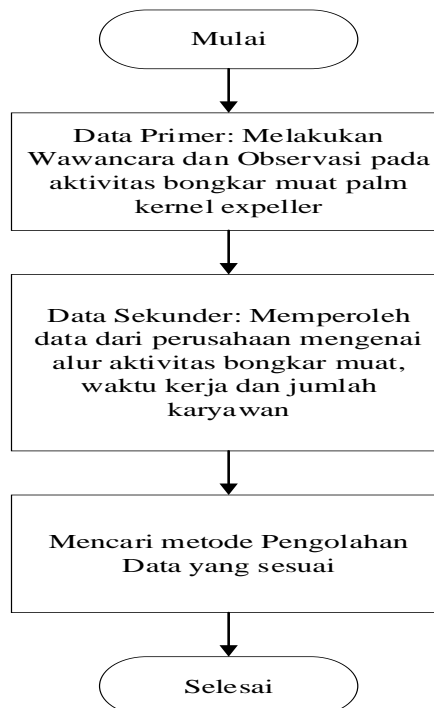 Mulai
Data Primer: Melakukan
Wawancara dan Observasi pada
aktivitas bongkar muat palm
kernel expeller
Data Sekunder: Memperoleh
data dari perusahaan mengenai
alur aktivitas bongkar muat,
waktu kerja dan jumlah
karyawan
Mencari metode Pengolahan
Data yang sesuai
Selesai